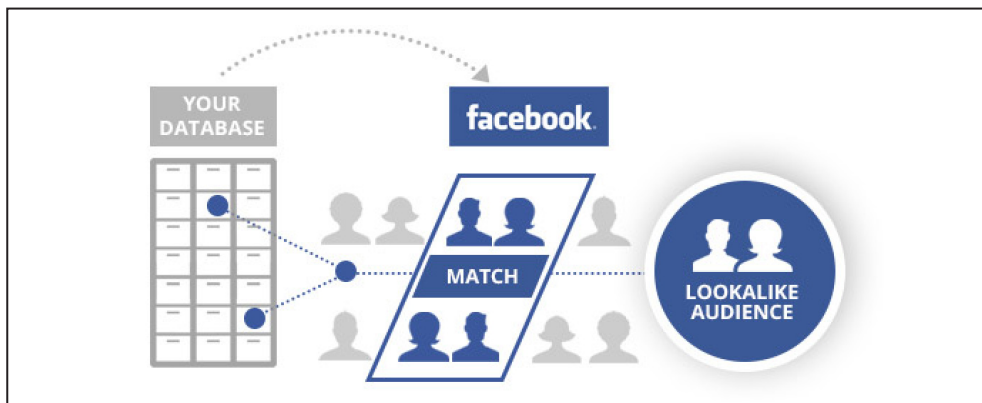 YOUR
DATABASE
facebook.
MATCH
LOOKALIKE
AUDIENCE